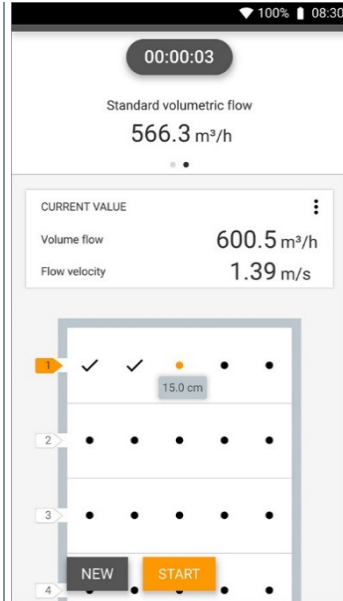 100% 08:30
00:00:03
Standard volumetric flow
566.3 m³/h
CURRENT VALUE
Volume flow 600.5 m³/h
Flow velocity 1.39 m/s
1
15.0 cm
2
3
NEW START
4